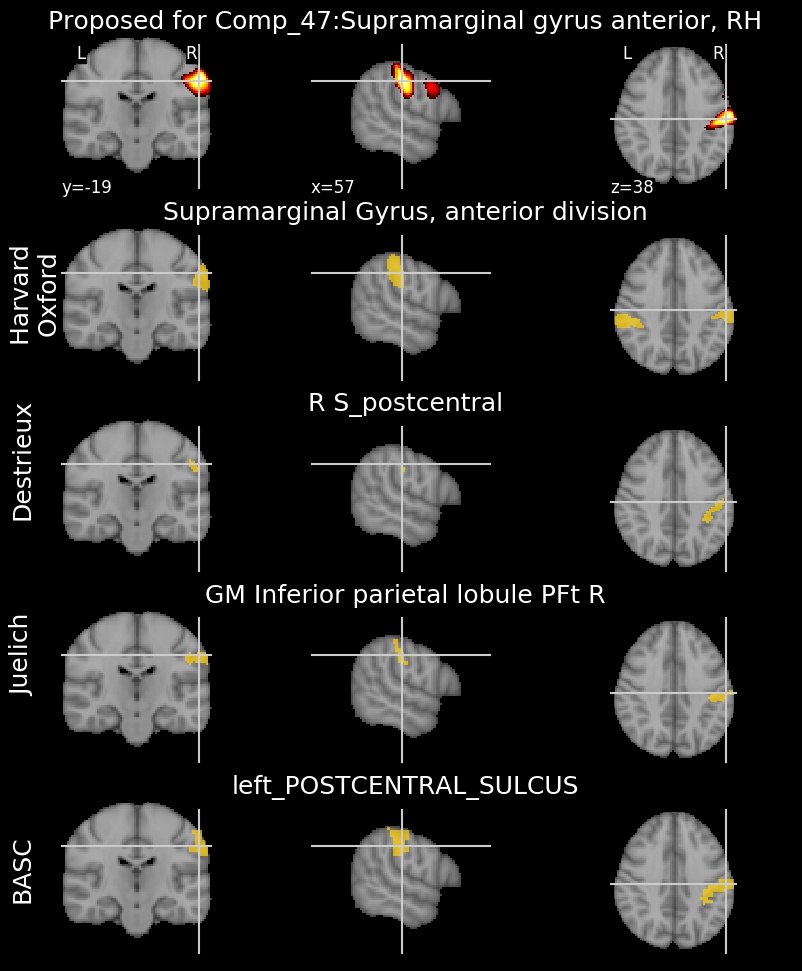 Proposed for Comp_47:Supramarginal gyrus anterior, RH
L R
L R
y=-19 x=57 z=38
Supramarginal Gyrus, anterior division
Harvard
Oxford
R S_postcentral
Destrieux
GM Inferior parietal lobule PFt R
Juelich
left_POSTCENTRAL_SULCUS
BASC